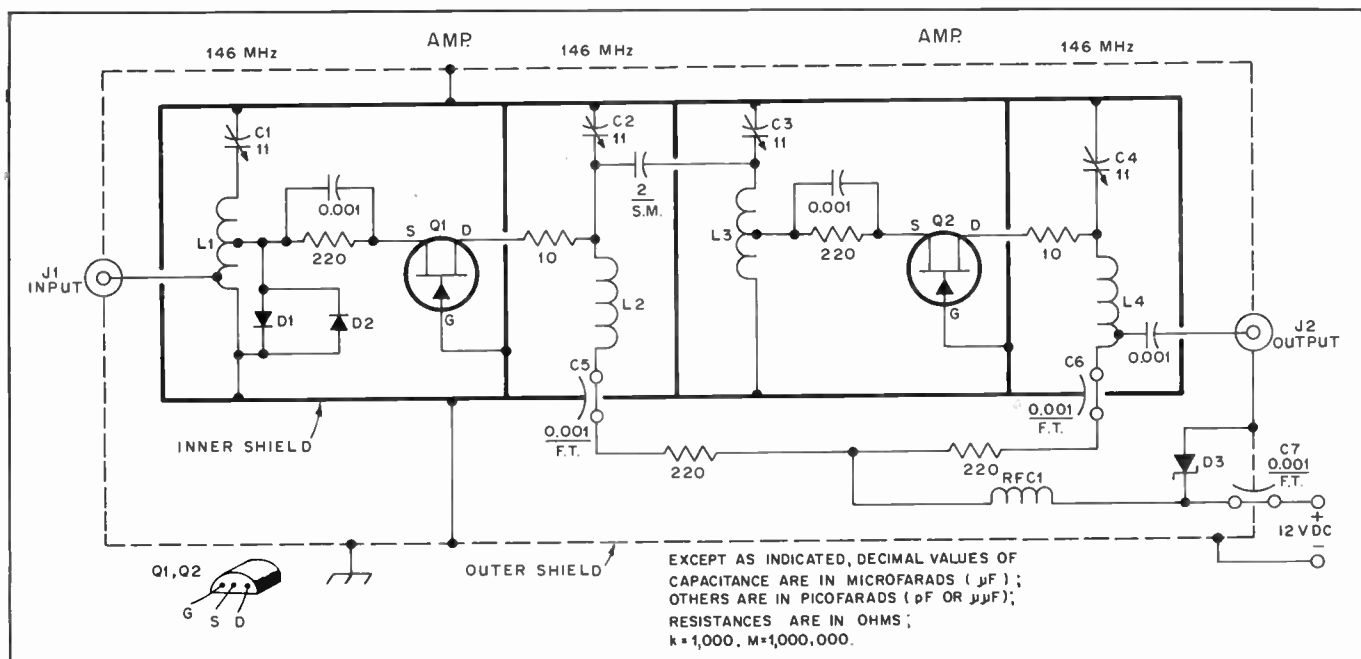 AMP.
AMP.
146 MHz
146 MHz
146 MHz
C1
11
C2
11
C3
11
C4
11
2
S.M.
0.001
0.001
L1
220
S
Q1
D
10
L3
220
S
Q2
D
10
J1
INPUT
G
L2
G
L4
D1
D2
J2
OUTPUT
0.001
C5
C6
0.001
F.T.
0.001
F.T.
INNER SHIELD
220
220
D3
C7
0.001
F.T.
RFC1
+
12 VDC
-
OUTER SHIELD
Q1, Q2
G
S
D
EXCEPT AS INDICATED, DECIMAL VALUES OF
CAPACITANCE ARE IN MICROFARADS ( µF ) ;
OTHERS ARE IN PICOFARADS ( pF OR µµF);
RESISTANCES ARE IN OHMS ;
k=1,000, M=1,000,000.